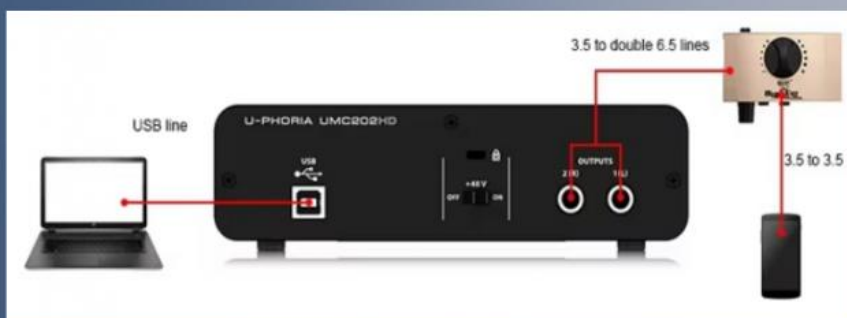 3.5 to double 6.5 lines
USB line
U-PHORIA UMC202HD
USB
OUTPUTS
2(R) 1(L)
+48V
OFF ON
3.5 to 3.5